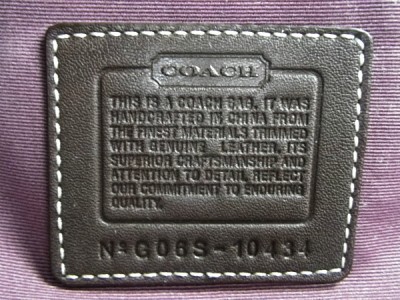 COACH
THIS IS A COACH BAG. IT WAS
HANDCRAFTED IN CHINA FROM
THE FINEST MATERIALS TRIMMED
WITH GENUINE LEATHER. IT'S
SUPERIOR CRAFTSMANSHIP AND
ATTENTION TO DETAIL REFLECT
OUR COMMITMENT TO ENDURING
QUALITY.
Nº G06S-10434